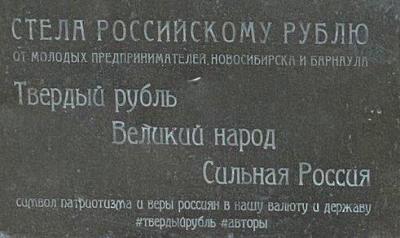 СТЕЛА РОССИЙСКОМУ РУБЛЮ
ОТ МОЛОДЫХ ПРЕДПРИНИМАТЕЛЕЙ, НОВОСИБИРСКА И БАРНАУЛА
Твердый рубль
Великий народ
Сильная Россия
СИМВОЛ ПАТРИОТИЗМА И ВЕРЫ РОССИЯН В НАШУ ВАЛЮТУ И ДЕРЖАВУ
#ТВЕРДЫЙРУБЛЬ #АВТОРЫ